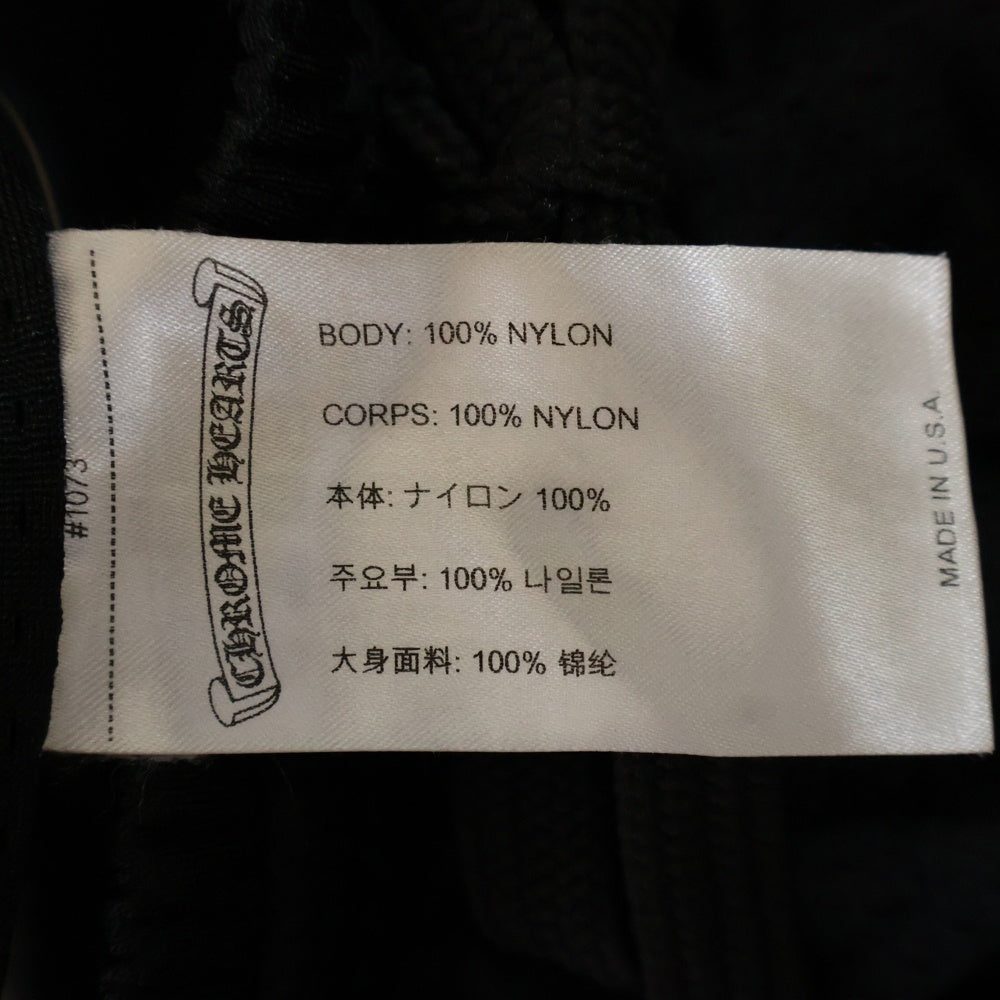 #1073
CHROME HEARTS
BODY: 100% NYLON
CORPS: 100% NYLON
本体: ナイロン 100%
주요부: 100% 나일론
大身面料: 100% 锦纶
MADE IN U.S.A.